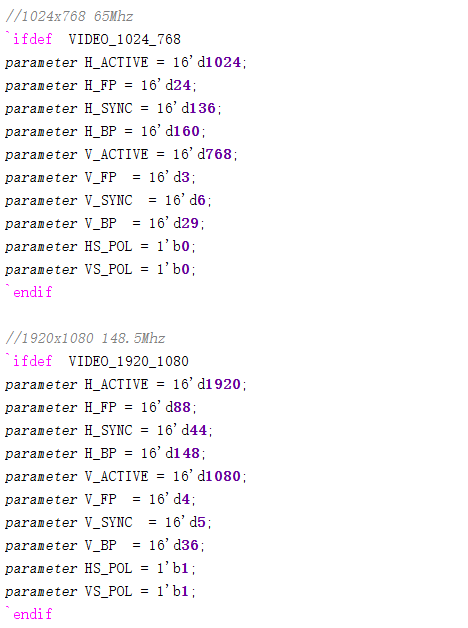 //1024x768 65Mhz
`ifdef  VIDEO_1024_768
parameter H_ACTIVE = 16'd1024;
parameter H_FP = 16'd24;
parameter H_SYNC = 16'd136;
parameter H_BP = 16'd160;
parameter V_ACTIVE = 16'd768;
parameter V_FP  = 16'd3;
parameter V_SYNC  = 16'd6;
parameter V_BP  = 16'd29;
parameter HS_POL = 1'b0;
parameter VS_POL = 1'b0;
`endif
//1920x1080 148.5Mhz
`ifdef  VIDEO_1920_1080
parameter H_ACTIVE = 16'd1920;
parameter H_FP = 16'd88;
parameter H_SYNC = 16'd44;
parameter H_BP = 16'd148;
parameter V_ACTIVE = 16'd1080;
parameter V_FP  = 16'd4;
parameter V_SYNC  = 16'd5;
parameter V_BP  = 16'd36;
parameter HS_POL = 1'b1;
parameter VS_POL = 1'b1;
`endif